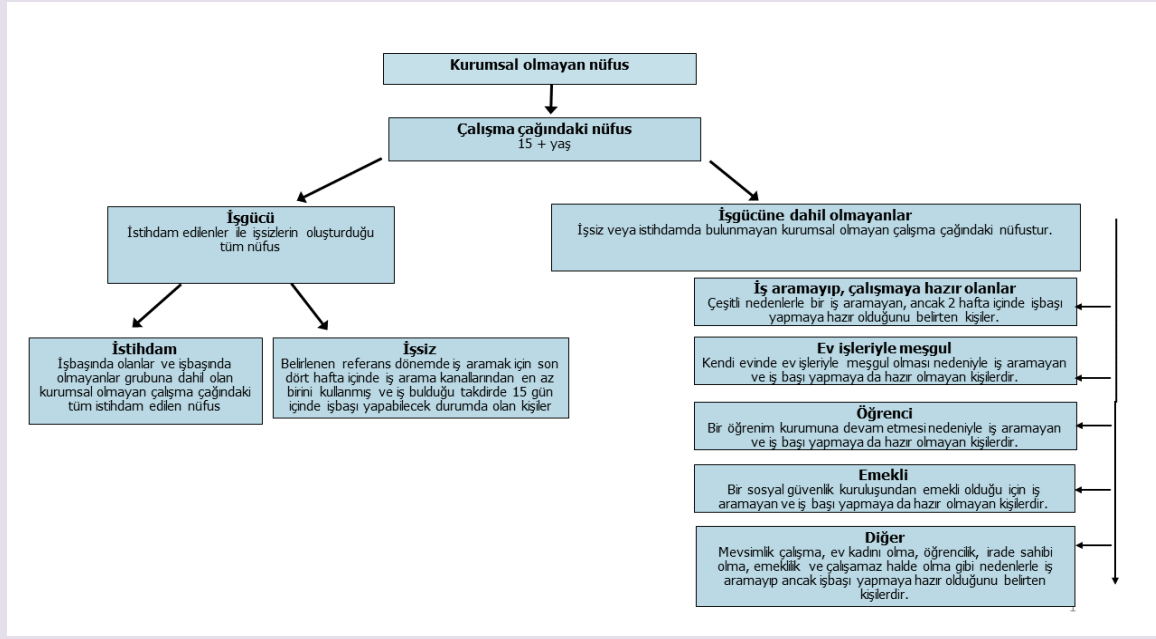 Kurumsal olmayan nüfus
Çalışma çağındaki nüfus
15 + yaş
İşgücü
İstihdam edilenler ile işsizlerin oluşturduğu
tüm nüfus
İşgücüne dahil olmayanlar
İşsiz veya istihdamda bulunmayan kurumsal olmayan çalışma çağındaki nüfustur.
İstihdam
İşbaşında olanlar ve işbaşında
olmayanlar grubuna dahil olan
kurumsal olmayan çalışma çağındaki
tüm istihdam edilen nüfus
İşsiz
Belirlenen referans dönemde iş aramak için son
dört hafta içinde iş arama kanallarından en az
birini kullanmış ve iş bulduğu takdirde 15 gün
içinde işbaşı yapabilecek durumda olan kişiler
İş aramayıp, çalışmaya hazır olanlar
Çeşitli nedenlerle bir iş aramayan, ancak 2 hafta içinde işbaşı
yapmaya hazır olduğunu belirten kişiler.
Ev işleriyle meşgul
Kendi evinde ev işleriyle meşgul olması nedeniyle iş aramayan
ve iş başı yapmaya da hazır olmayan kişilerdir.
Öğrenci
Bir öğrenim kurumuna devam etmesi nedeniyle iş aramayan
ve iş başı yapmaya da hazır olmayan kişilerdir.
Emekli
Bir sosyal güvenlik kuruluşundan emekli olduğu için iş
aramayan ve iş başı yapmaya da hazır olmayan kişilerdir.
Diğer
Mevsimlik çalışma, ev kadını olma, öğrencilik, irade sahibi
olma, emeklilik ve çalışamaz halde olma gibi nedenlerle iş
aramayıp ancak işbaşı yapmaya hazır olduğunu belirten
kişilerdir.
1